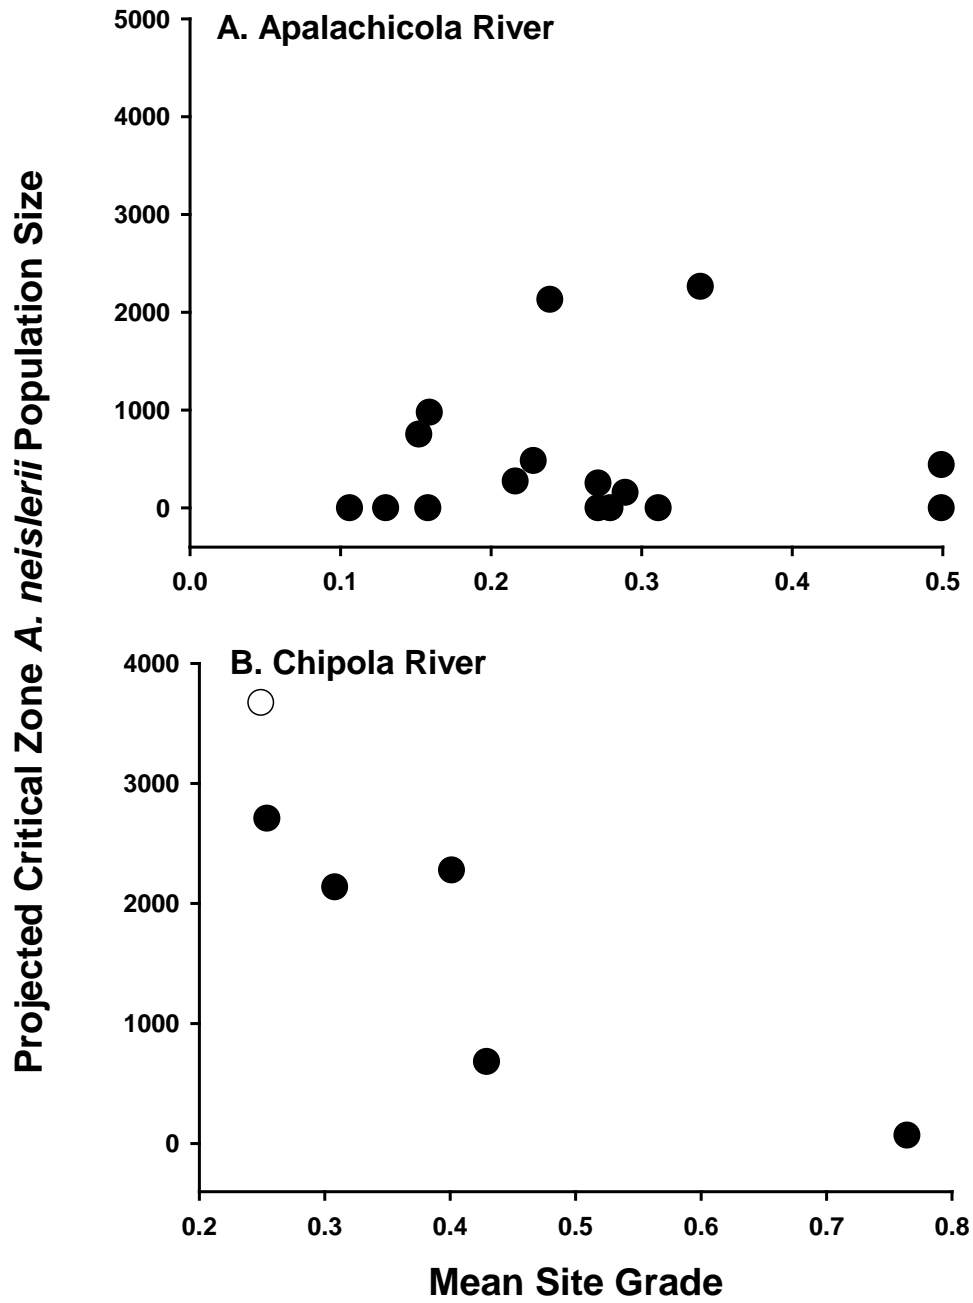 Projected Critical Zone A. neislerii Population Size
A. Apalachicola River
5000
4000
3000
2000
1000
0
0.0 0.1 0.2 0.3 0.4 0.5
B. Chipola River
4000
3000
2000
1000
0
0.2 0.3 0.4 0.5 0.6 0.7 0.8
Mean Site Grade